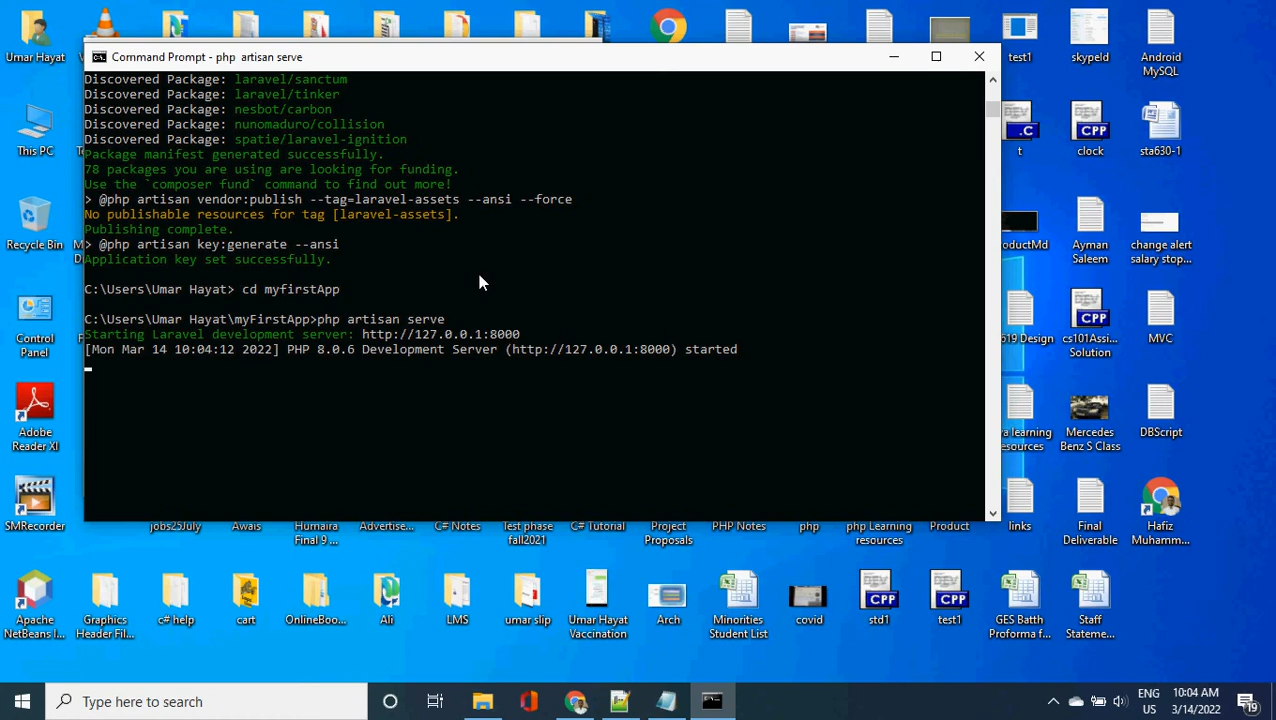 Umar Hayat
test1
skypeld
Android
MySQL
Command Prompt - php  artisan serve
Discovered Package: laravel/sanctum
Discovered Package: laravel/tinker
Discovered Package: nesbot/carbon
Discovered Package: nunomaduro/collision
Discovered Package: spatie/laravel-ignition
Package manifest generated successfully.
78 packages you are using are looking for funding.
Use the `composer fund` command to find out more!
> @php artisan vendor:publish --tag=laravel-assets --ansi --force
No publishable resources for tag [laravel-assets].
Publishing complete.
> @php artisan key:generate --ansi
Application key set successfully.
C:\Users\Umar Hayat> cd myfirstApp
C:\Users\Umar Hayat\myFirstApp>php artisan serve
Starting Laravel development server: http://127.0.0.1:8000
[Mon Mar 14 10:04:12 2022] PHP 8.0.6 Development Server (http://127.0.0.1:8000) started
This PC
.C
t
CPP
clock
sta630-1
Recycle Bin
oductMd
Ayman
Saleem
change alert
salary stop...
Control
Panel
619 Design
CPP
cs101Assi...
Solution
MVC
Adobe
Reader XI
va learning
resources
Mercedes
Benz S Class
DBScript
SMRecorder
jobs25July
Awais
Humaira
Final 9 ...
Advertise...
C# Notes
Test phase
fall2021
C# Tutorial
Project
Proposals
PHP Notes
php
php Learning
resources
Product
links
Final
Deliverable
Hafiz
Muhamm...
Apache
NetBeans I...
Graphics
Header Fil...
c# help
cart
OnlineBoo...
Ali
LMS
umar slip
Umar Hayat
Vaccination
Arch
Minorities
Student List
covid
DEV
CPP
std1
DEV
CPP
test1
GES Batth
Proforma f...
Staff
Stateme...
Type here to search
ENG
US
10:04 AM
3/14/2022
19